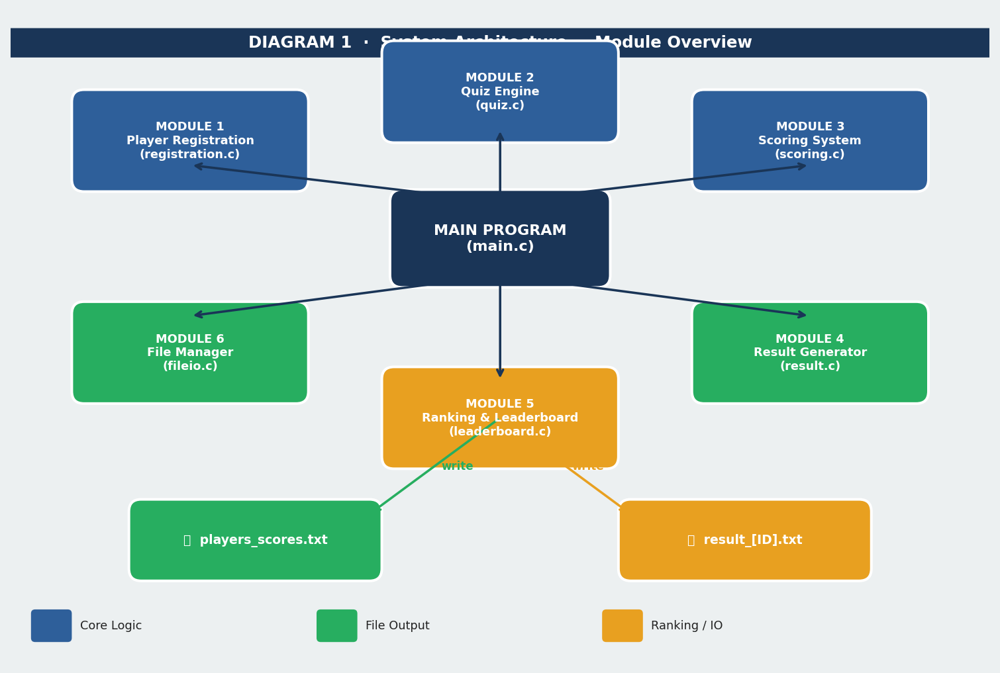 DIAGRAM 1 · System Architecture Module Overview
MODULE 2
Quiz Engine
(quiz.c)
MODULE 1
Player Registration
(registration.c)
MODULE 3
Scoring System
(scoring.c)
MAIN PROGRAM
(main.c)
MODULE 6
File Manager
(fileio.c)
MODULE 4
Result Generator
(result.c)
MODULE 5
Ranking & Leaderboard
(leaderboard.c)
write
write
players_scores.txt
result_[ID].txt
Core Logic
File Output
Ranking / IO